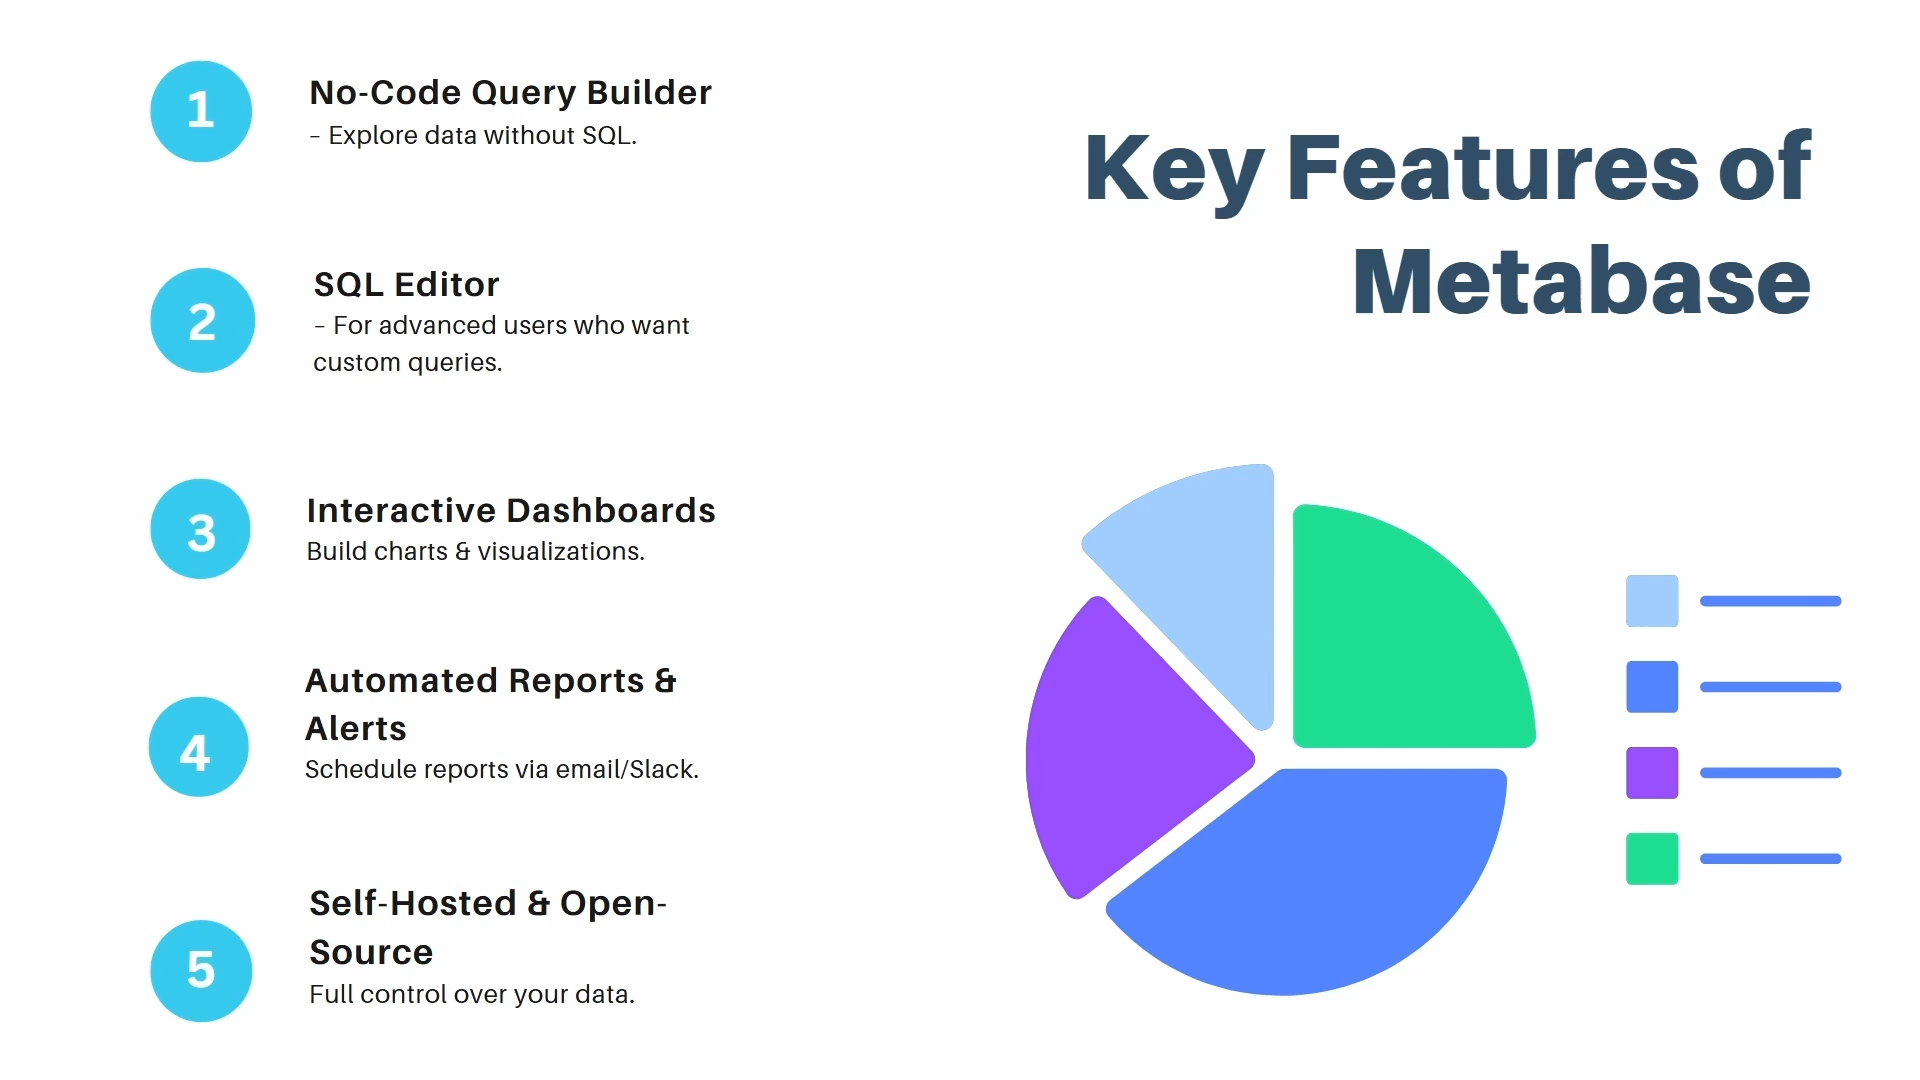 Key Features of
Metabase
1
No-Code Query Builder
– Explore data without SQL.
2
SQL Editor
– For advanced users who want
custom queries.
3
Interactive Dashboards
Build charts & visualizations.
4
Automated Reports &
Alerts
Schedule reports via email/Slack.
5
Self-Hosted & Open-
Source
Full control over your data.